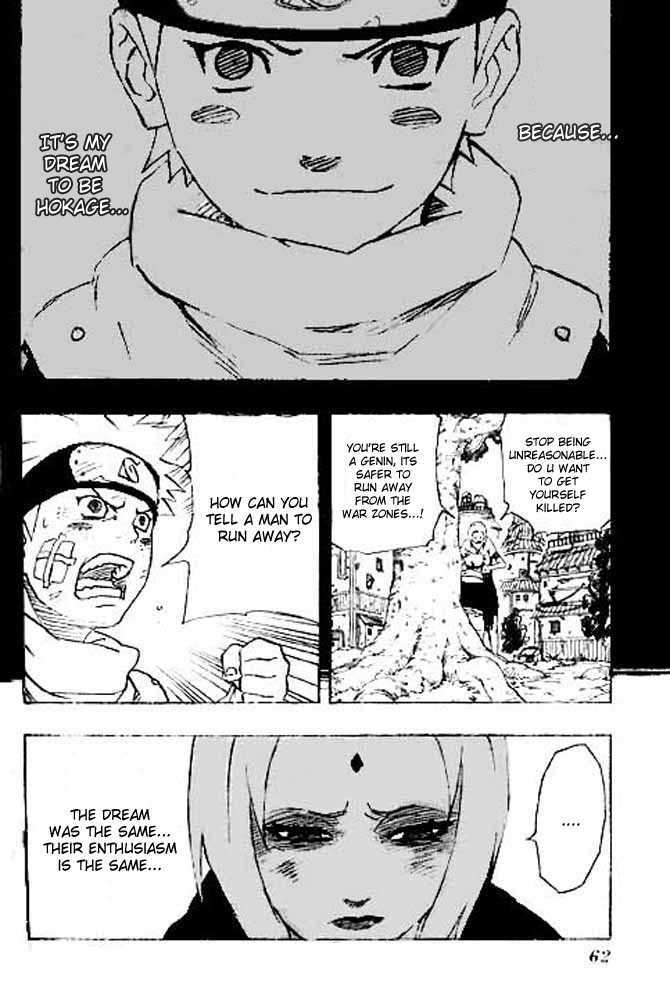 BECAUSE...
IT'S MY
DREAM
TO BE
HOKAGE...
STOP BEING
UNREASONABLE...
DO U WANT
TO GET
YOURSELF
KILLED?
YOU'RE STILL
A GENIN, ITS
SAFER TO
RUN AWAY
FROM THE
WAR ZONES...!
HOW CAN YOU
TELL A MAN TO
RUN AWAY?
....
THE DREAM
WAS THE SAME...
THEIR ENTHUSIASM
IS THE SAME...
62